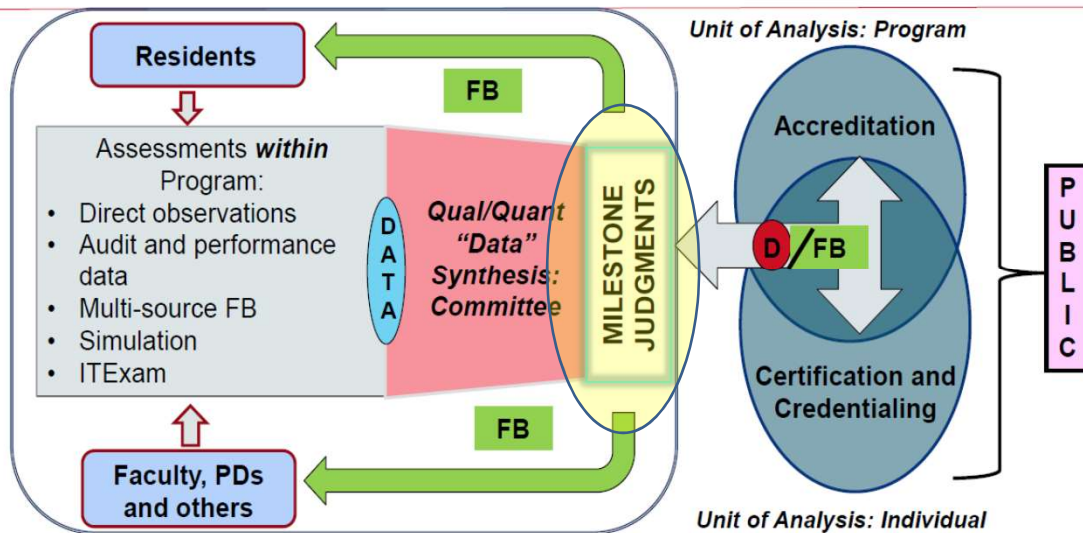 Residents
FB
Unit of Analysis: Program
Assessments within
Program:
• Direct observations
• Audit and performance
data
• Multi-source FB
• Simulation
• ITExam
D
A
T
A
Qual/Quant
“Data”
Synthesis:
Committee
MILESTONE
JUDGMENTS
Accreditation
D/FB
Certification and
Credentialing
P
U
B
L
I
C
FB
Faculty, PDs
and others
Unit of Analysis: Individual